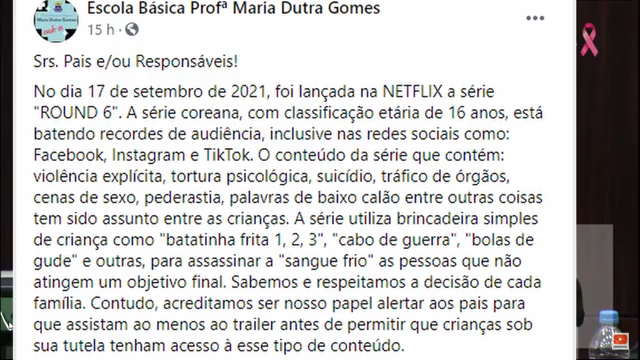 Escola Básica Profª Maria Dutra Gomes
15 h ·
Srs. Pais e/ou Responsáveis!
No dia 17 de setembro de 2021, foi lançada na NETFLIX a série
"ROUND 6". A série coreana, com classificação etária de 16 anos, está
batendo recordes de audiência, inclusive nas redes sociais como:
Facebook, Instagram e TikTok. O conteúdo da série que contém:
violência explícita, tortura psicológica, suicídio, tráfico de órgãos,
cenas de sexo, pederastia, palavras de baixo calão entre outras coisas
tem sido assunto entre as crianças. A série utiliza brincadeira simples
de criança como "batatinha frita 1, 2, 3", "cabo de guerra", "bolas de
gude" e outras, para assassinar a "sangue frio" as pessoas que não
atingem um objetivo final. Sabemos e respeitamos a decisão de cada
família. Contudo, acreditamos ser nosso papel alertar aos pais para
que assistam ao menos ao trailer antes de permitir que crianças sob
sua tutela tenham acesso à esse tipo de conteúdo.